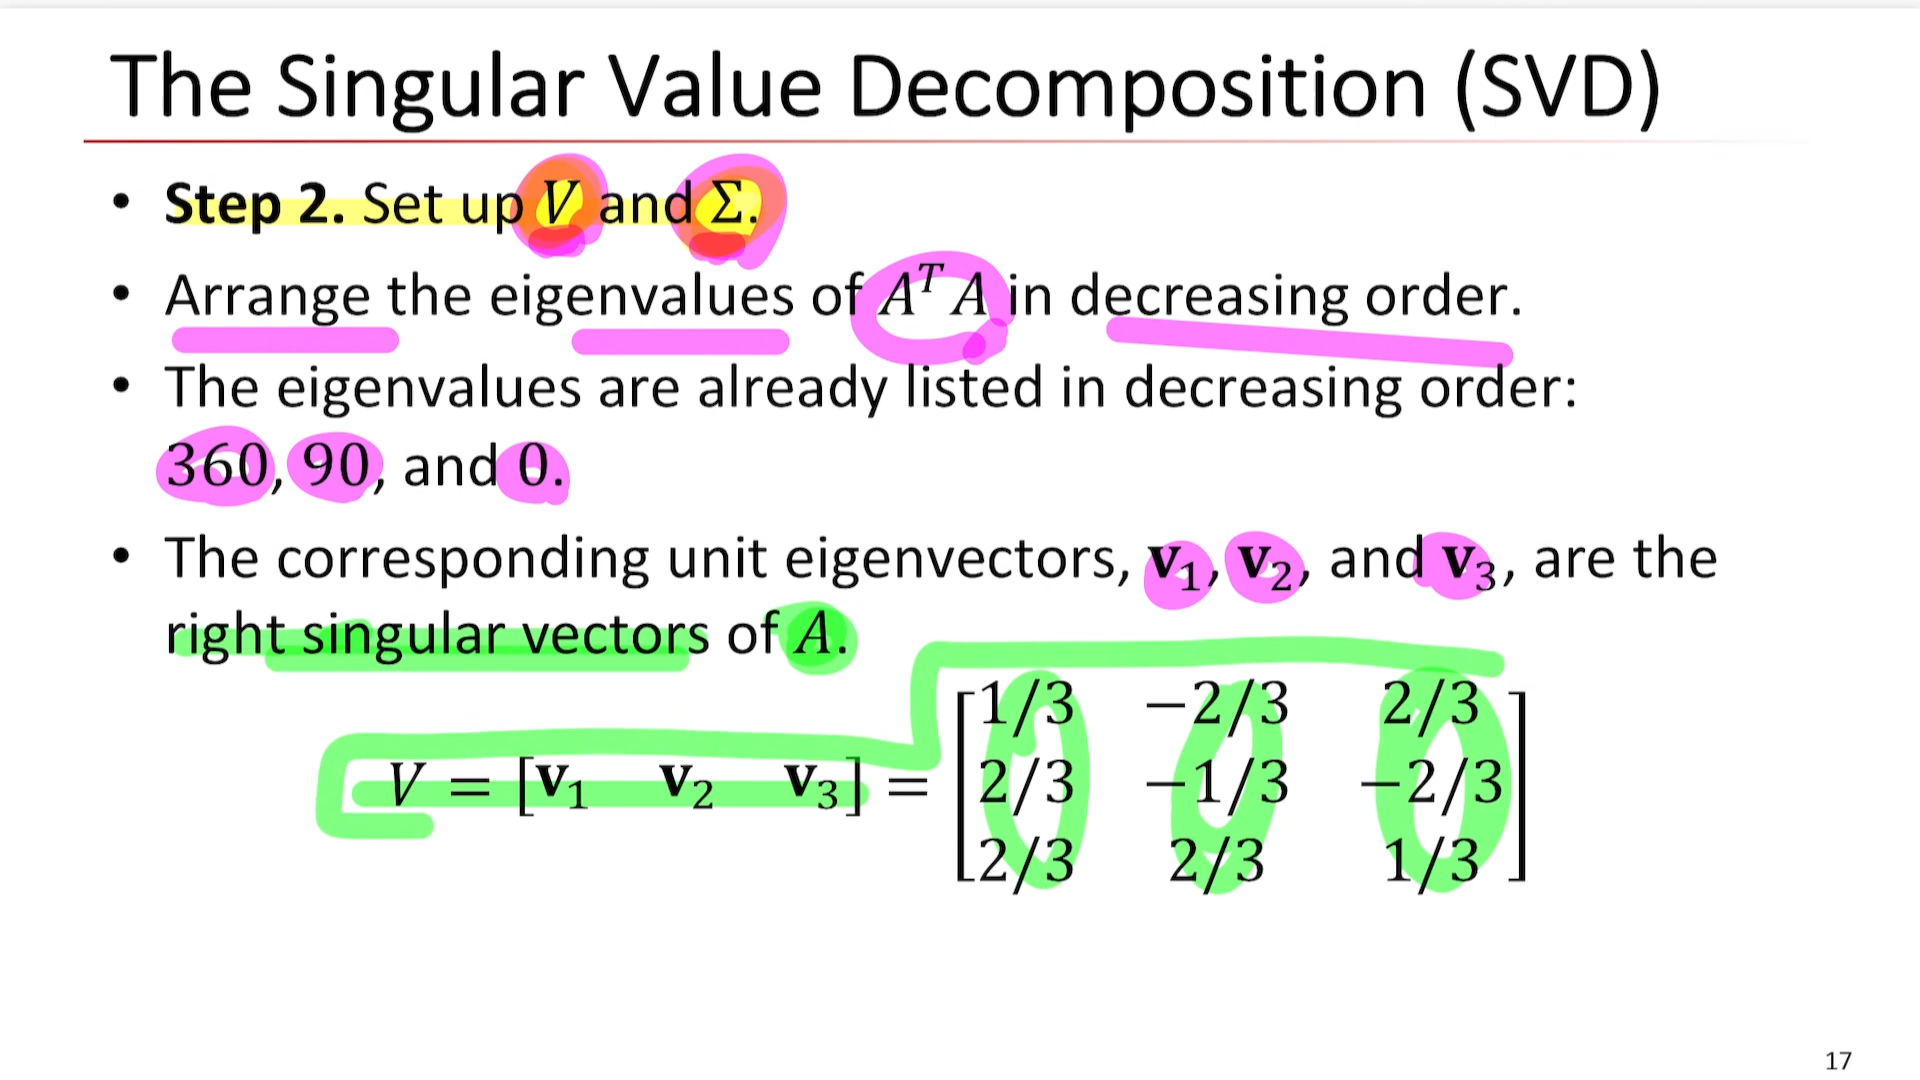 The Singular Value Decomposition (SVD)
• Step 2. Set up V and Σ.
• Arrange the eigenvalues of AᵀA in decreasing order.
• The eigenvalues are already listed in decreasing order:
360, 90, and 0.
• The corresponding unit eigenvectors, v₁, v₂, and v₃, are the
right singular vectors of A.
1/3 −2/3 2/3
V = [v₁ v₂ v₃] = [2/3 −1/3 −2/3]
2/3 2/3 1/3
17